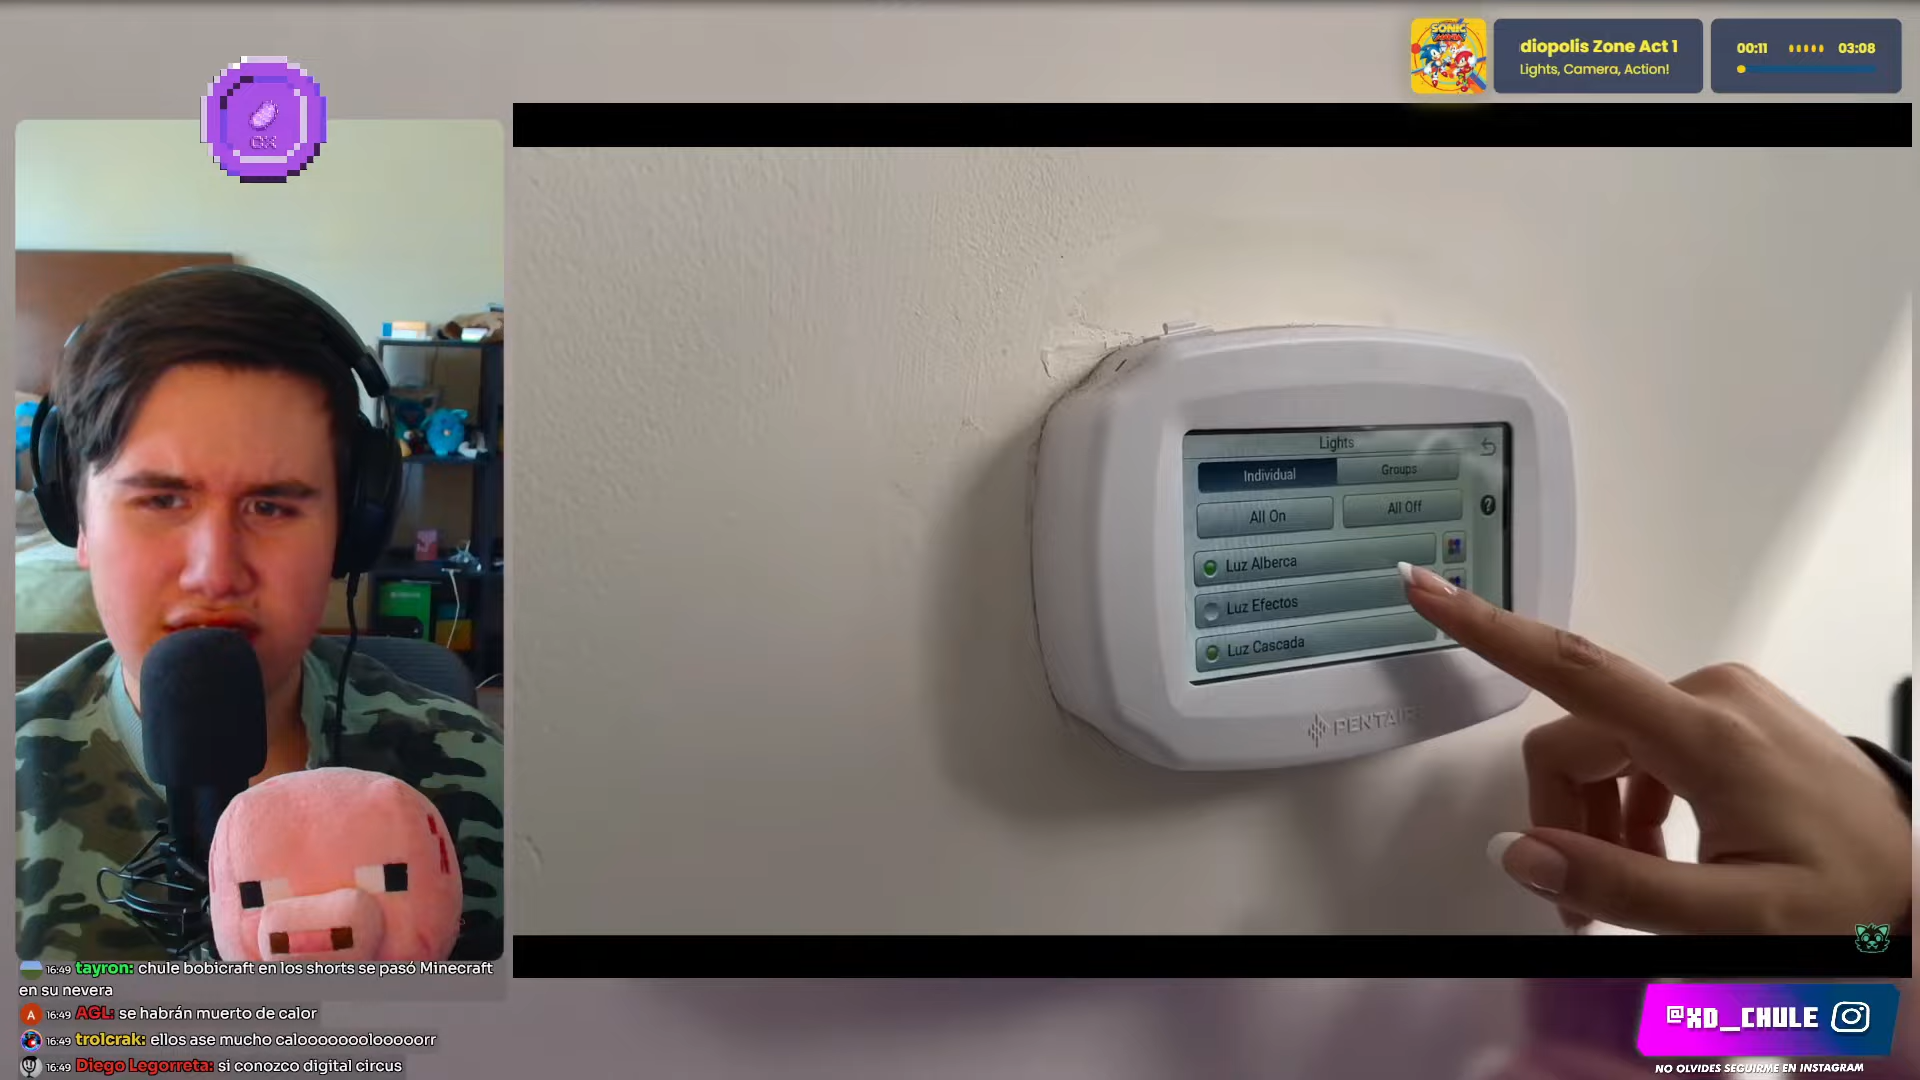 SONIC
MANIA
diopolis Zone Act 1
Lights, Camera, Action!
00:11
03:08
Lights
Individual
Groups
All On
All Off
?
Luz Alberca
Luz Efectos
Luz Cascada
PENTAIR
16:49 tayron: chule bobicraft en los shorts se pasó Minecraft
en su nevera
A 16:49 AGL: se habrán muerto de calor
16:49 trolcrak: ellos ase mucho calooooooolooooorr
16:49 Diego Legorreta: si conozco digital circus
@XD_CHULE
NO OLVIDES SEGUIRME EN INSTAGRAM